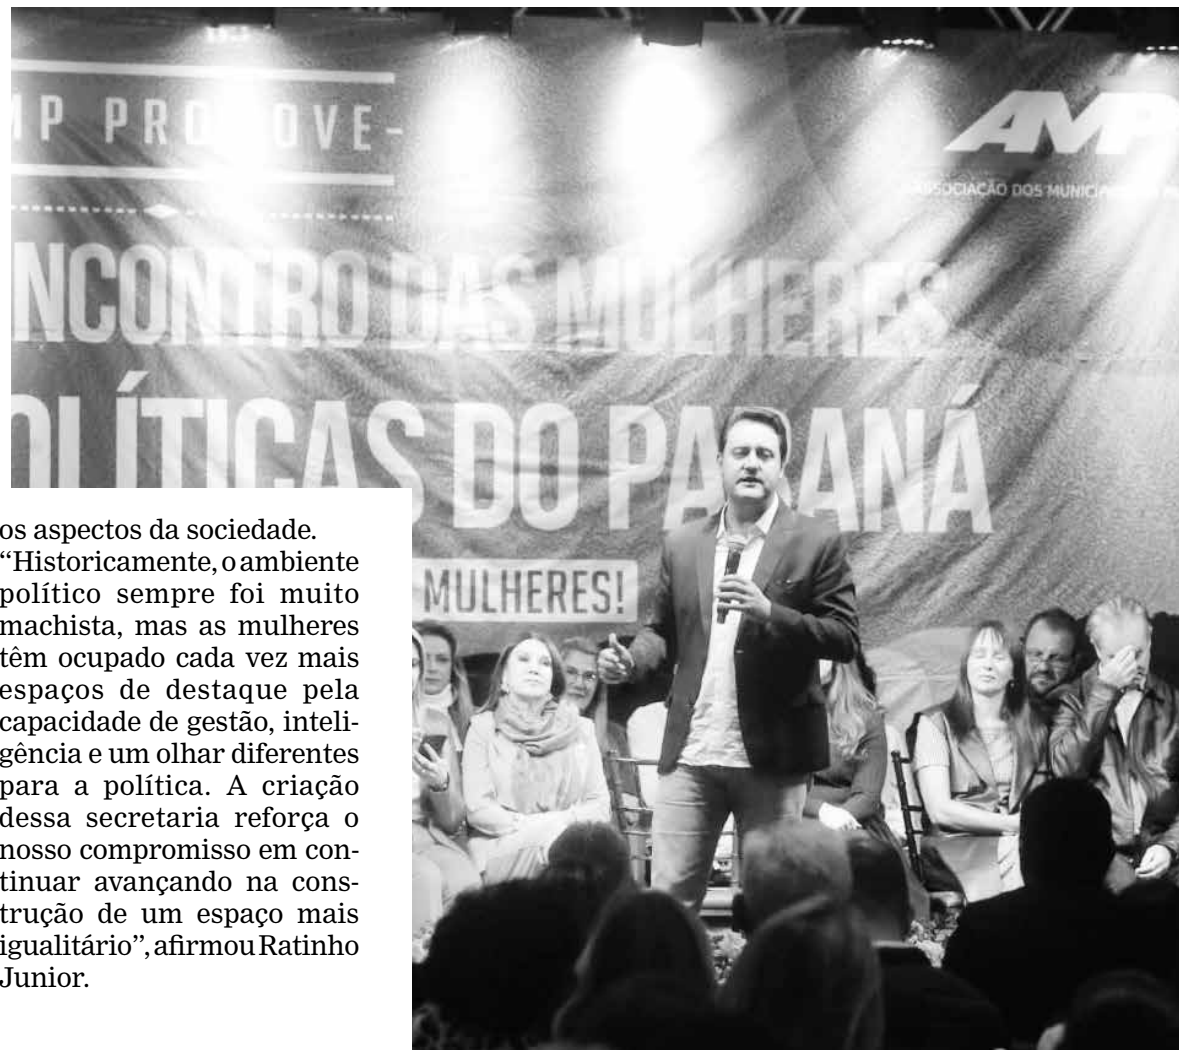 MP PROMOVE-
AMP
ASSOCIAÇÃO DOS MUNICÍ
NCONTRO DAS MULHERES
OLÍTICAS DO PARANÁ
MULHERES!
os aspectos da sociedade.
“Historicamente, o ambiente
político sempre foi muito
machista, mas as mulheres
têm ocupado cada vez mais
espaços de destaque pela
capacidade de gestão, inteli-
gência e um olhar diferentes
para a política. A criação
dessa secretaria reforça o
nosso compromisso em con-
tinuar avançando na cons-
trução de um espaço mais
igualitário”, afirmou Ratinho
Junior.